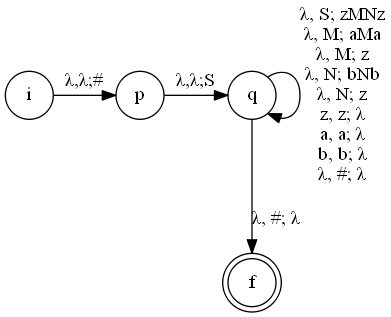 λ, S; zMNz
λ, M; aMa
λ, M; z
λ, N; bNb
λ, N; z
z, z; λ
a, a; λ
b, b; λ
λ, #; λ
i
λ,λ;#
p
λ,λ;S
q
λ, #; λ
f